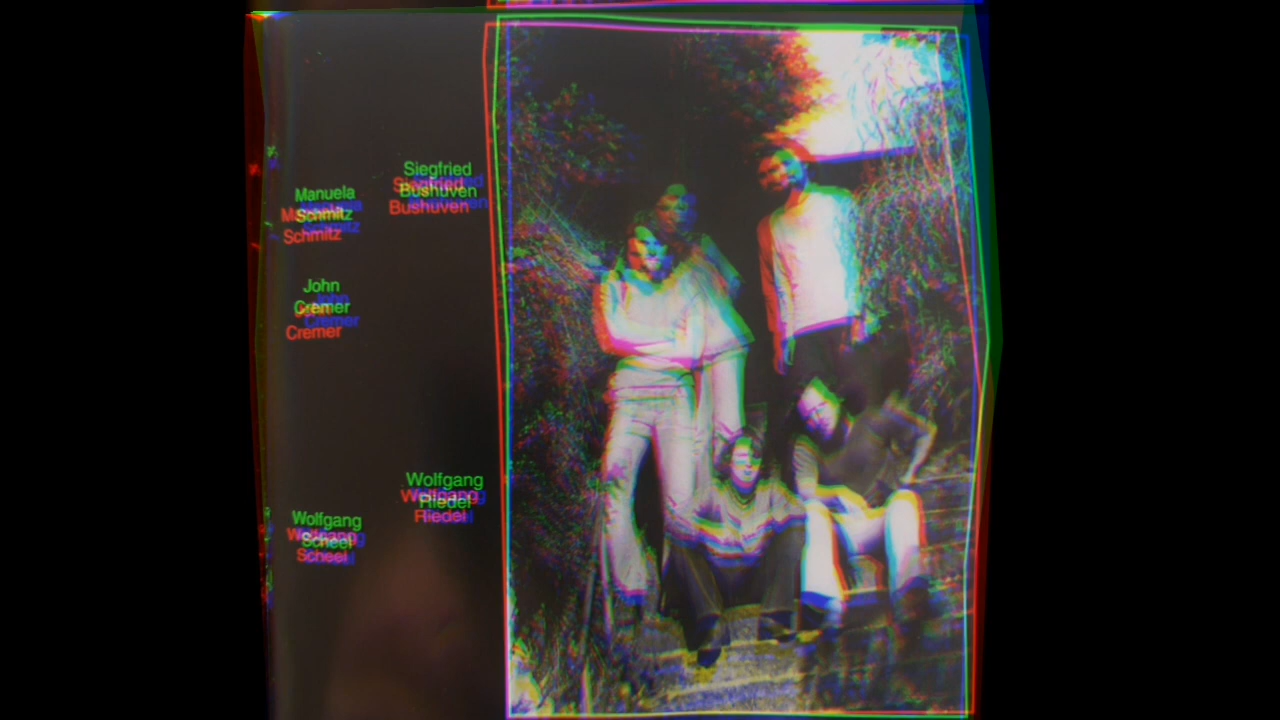 Siegfried
Bushuven
Manuela
Schmitz
John
Cremer
Wolfgang
Riedel
Wolfgang
Scheel